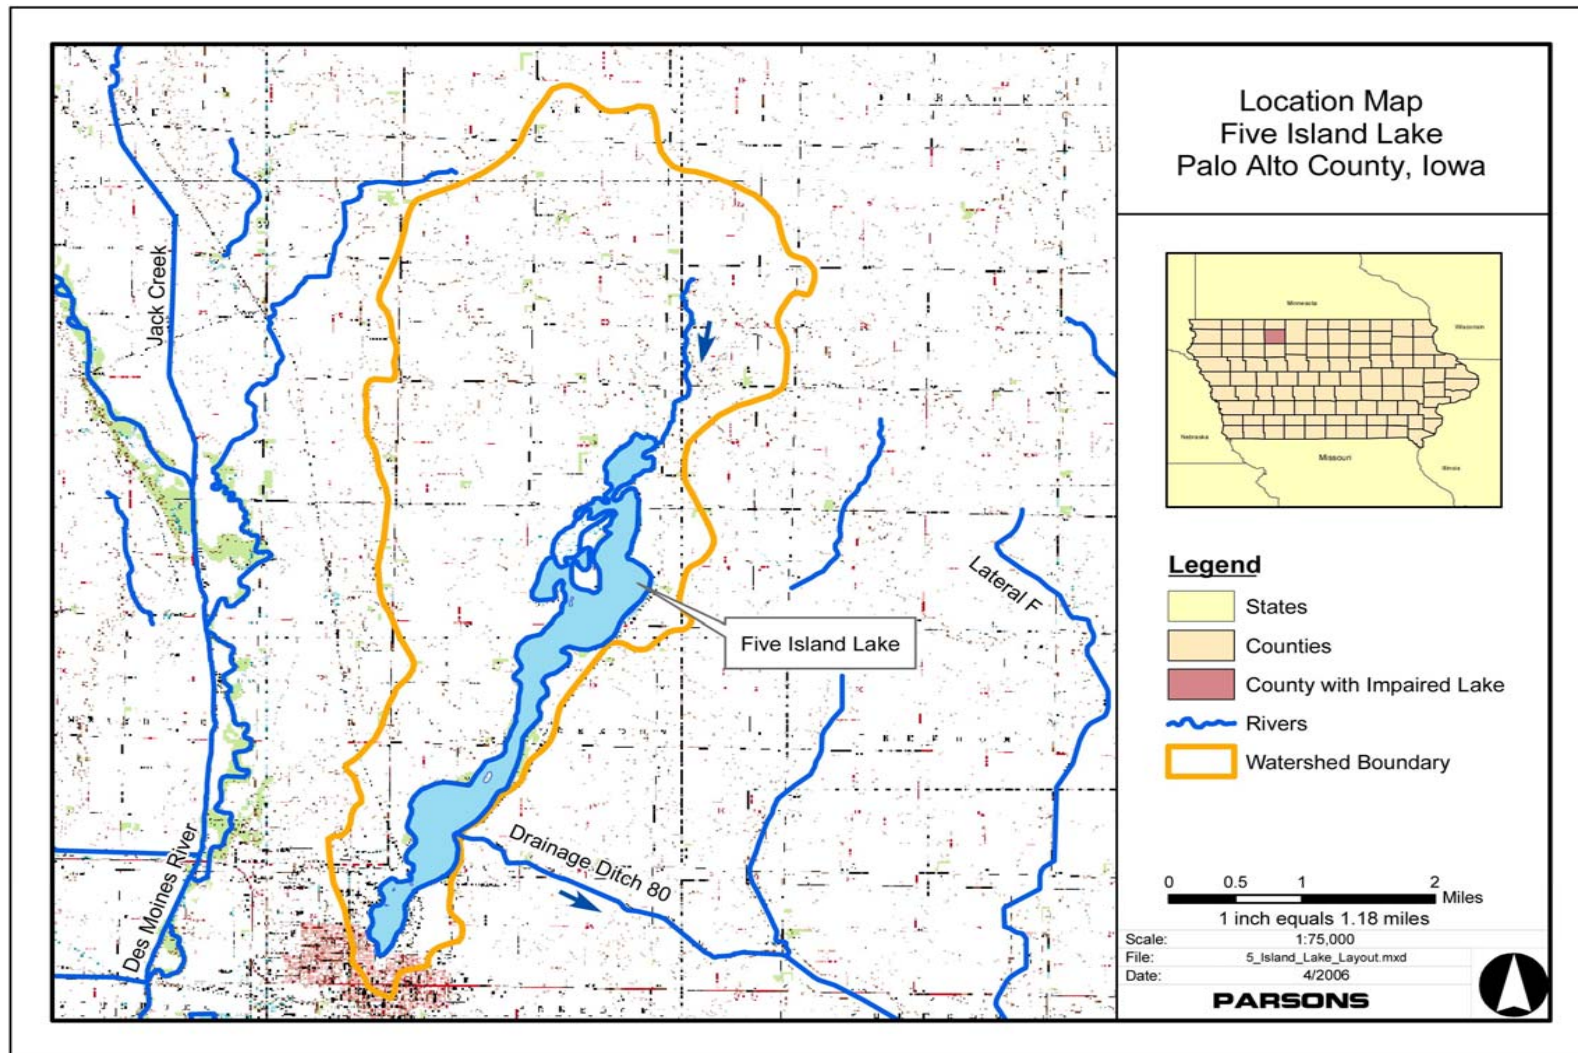 Location Map
Five Island Lake
Palo Alto County, Iowa
Jack Creek
Five Island Lake
Lateral F
Drainage Ditch 80
Des Moines River
Minnesota
Wisconsin
Nebraska
Missouri
Illinois
Legend
States
Counties
County with Impaired Lake
Rivers
Watershed Boundary
0 0.5 1 2
Miles
1 inch equals 1.18 miles
Scale: 1:75,000
File: 5_Island_Lake_Layout.mxd
Date: 4/2006
PARSONS